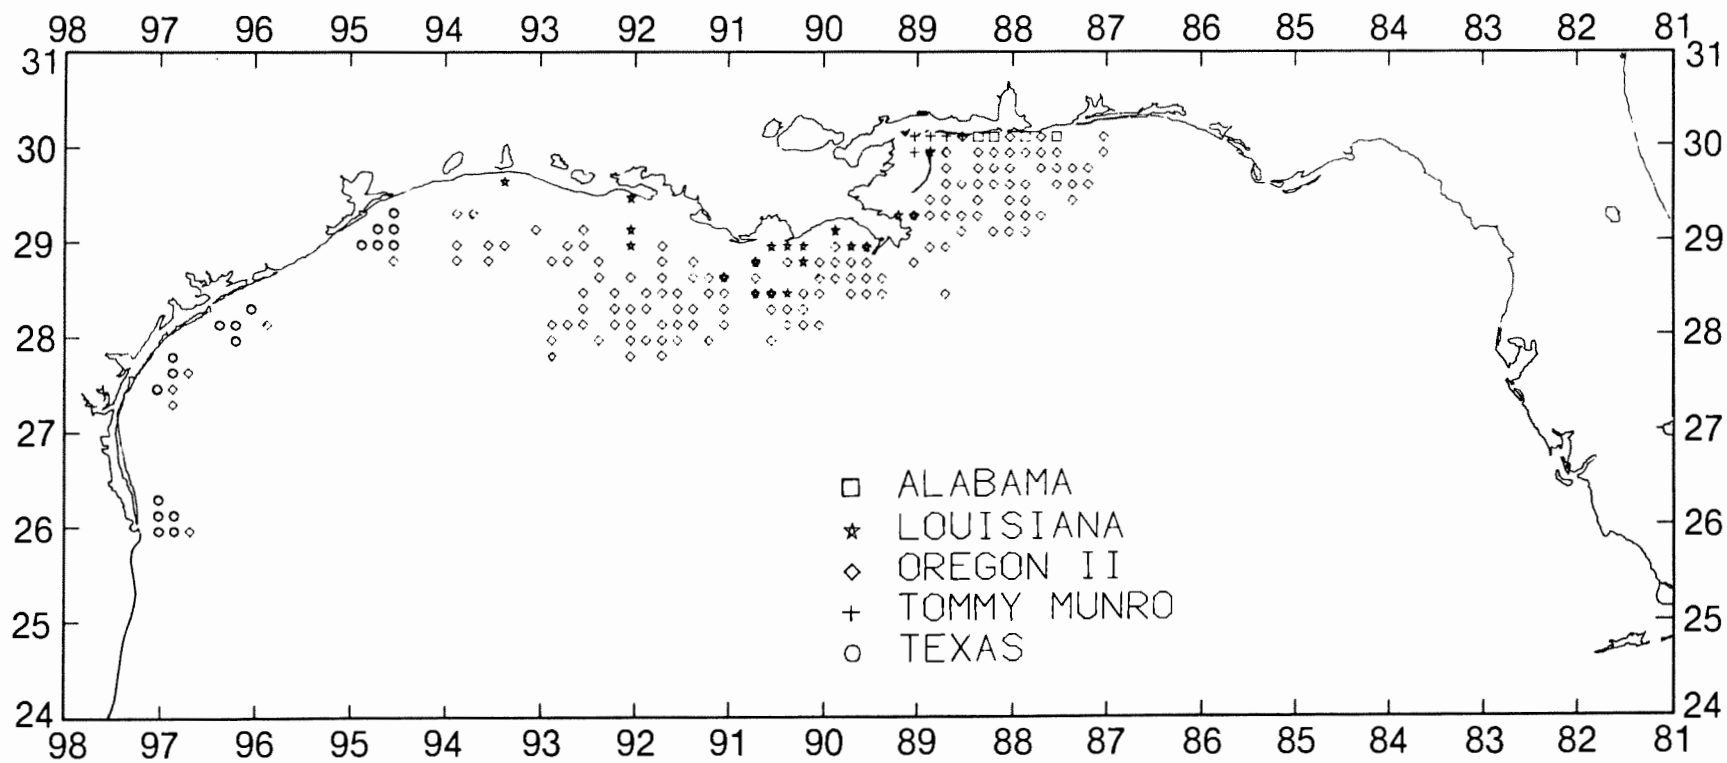 98 97 96 95 94 93 92 91 90 89 88 87 86 85 84 83 82 81
31 31
30 30
29 29
28 28
27 27
ALABAMA
LOUISIANA
26 26
OREGON II
TOMMY MUNRO
25 25
TEXAS
24 24
98 97 96 95 94 93 92 91 90 89 88 87 86 85 84 83 82 81